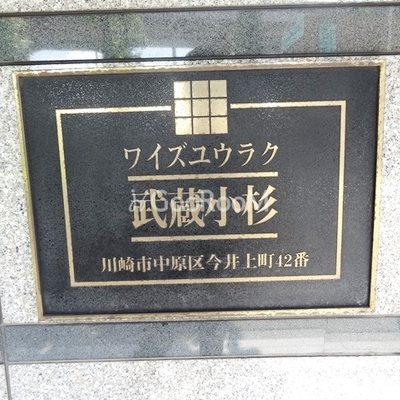 ワイズユウラク
武蔵小杉
川崎市中原区今井上町42番